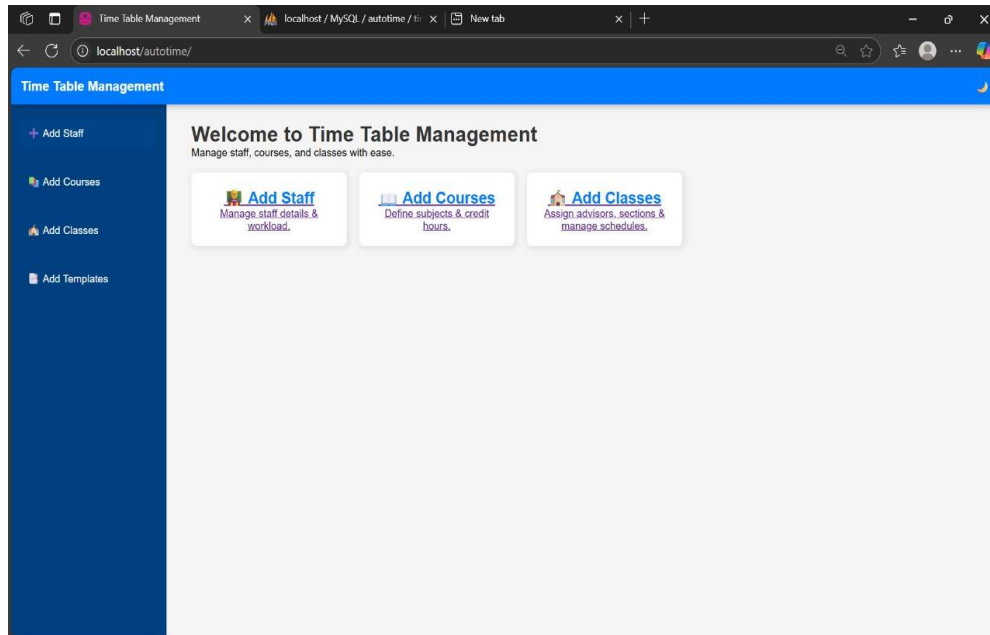 Time Table Management
localhost / MySQL / autotime / ti
New tab
localhost/autotime/
Time Table Management
Add Staff
Add Courses
Add Classes
Add Templates
Welcome to Time Table Management
Manage staff, courses, and classes with ease.
Add Staff
Manage staff details &
workload.
Add Courses
Define subjects & credit
hours.
Add Classes
Assign advisors, sections &
manage schedules.